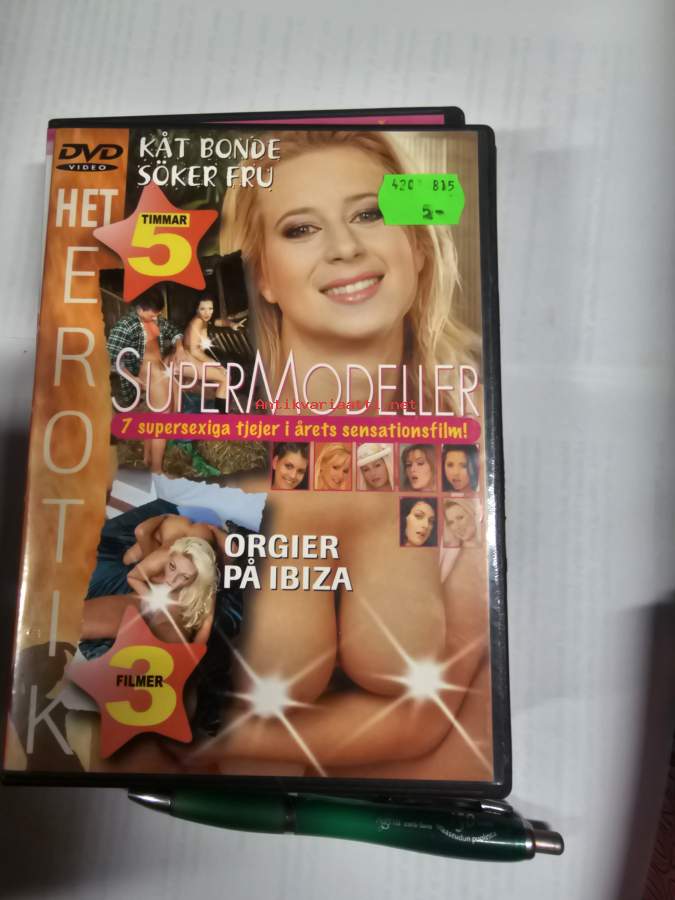 DVD
VIDEO
KÅT BONDE
SÖKER FRU
420 815
2-
HET
EROTIK
TIMMAR
5
SUPERMODELLER
Antikvariaatti.net
7 supersexiga tjejer i årets sensationsfilm!
ORGIER
PÅ IBIZA
FILMER
3